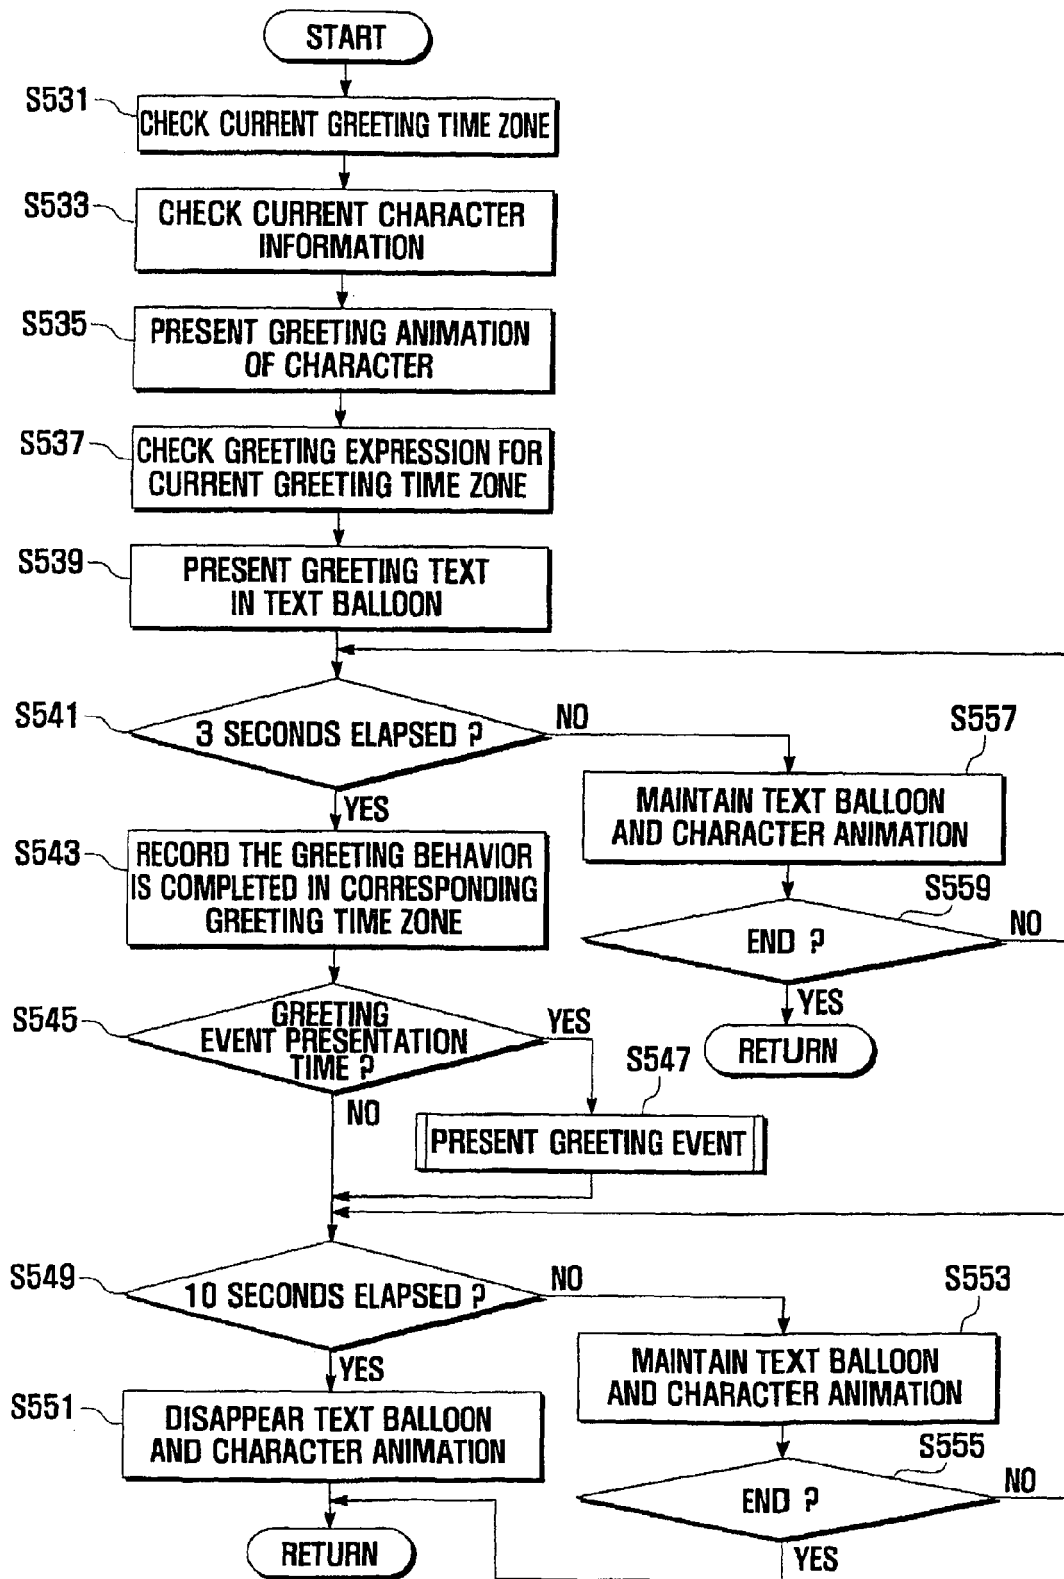 START
S531
CHECK CURRENT GREETING TIME ZONE
S533
CHECK CURRENT CHARACTER
INFORMATION
S535
PRESENT GREETING ANIMATION
OF CHARACTER
S537
CHECK GREETING EXPRESSION FOR
CURRENT GREETING TIME ZONE
S539
PRESENT GREETING TEXT
IN TEXT BALLOON
S541
3 SECONDS ELAPSED ?
NO
YES
S557
MAINTAIN TEXT BALLOON
AND CHARACTER ANIMATION
S543
RECORD THE GREETING BEHAVIOR
IS COMPLETED IN CORRESPONDING
GREETING TIME ZONE
S559
END ?
NO
YES
RETURN
S545
GREETING
EVENT PRESENTATION
TIME ?
YES
NO
S547
PRESENT GREETING EVENT
S549
10 SECONDS ELAPSED ?
NO
YES
S553
MAINTAIN TEXT BALLOON
AND CHARACTER ANIMATION
S551
DISAPPEAR TEXT BALLOON
AND CHARACTER ANIMATION
S555
END ?
NO
YES
RETURN